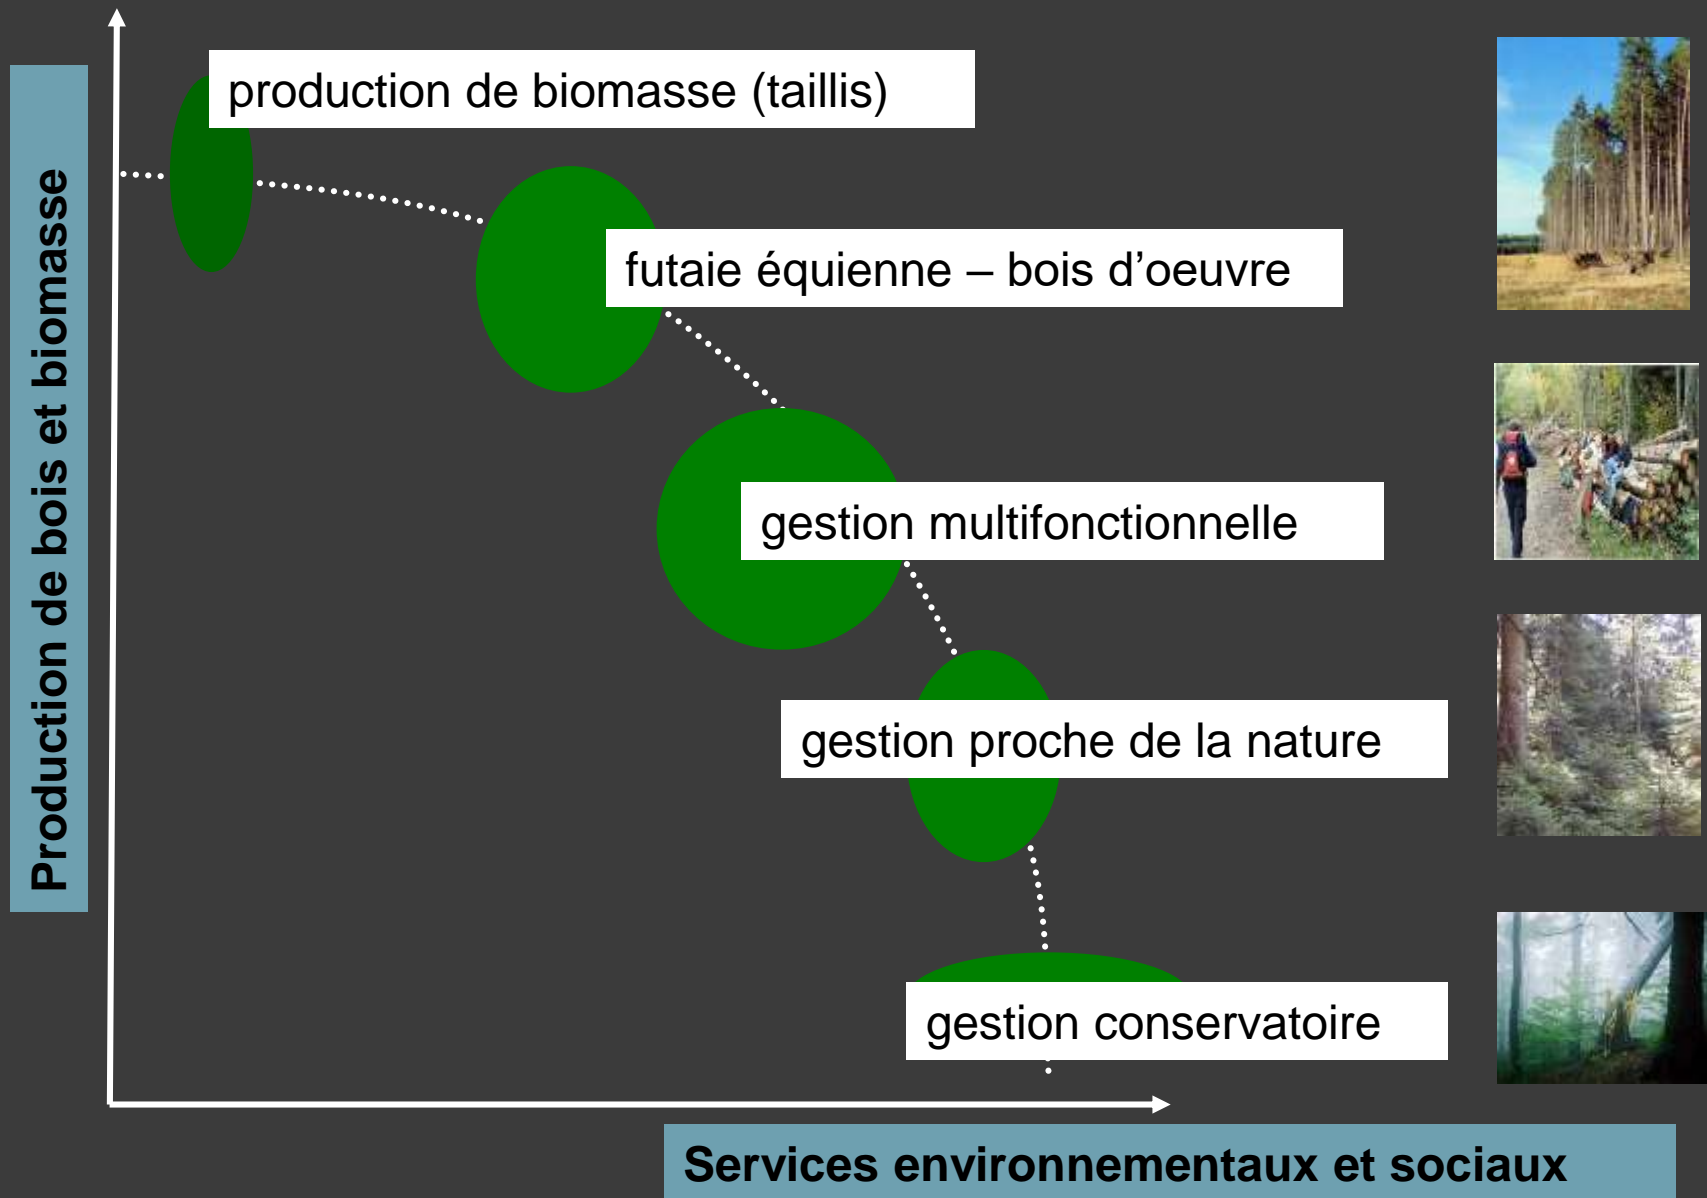 Production de bois et biomasse
production de biomasse (taillis)
futaie équienne – bois d’oeuvre
gestion multifonctionnelle
gestion proche de la nature
gestion conservatoire
Services environnementaux et sociaux